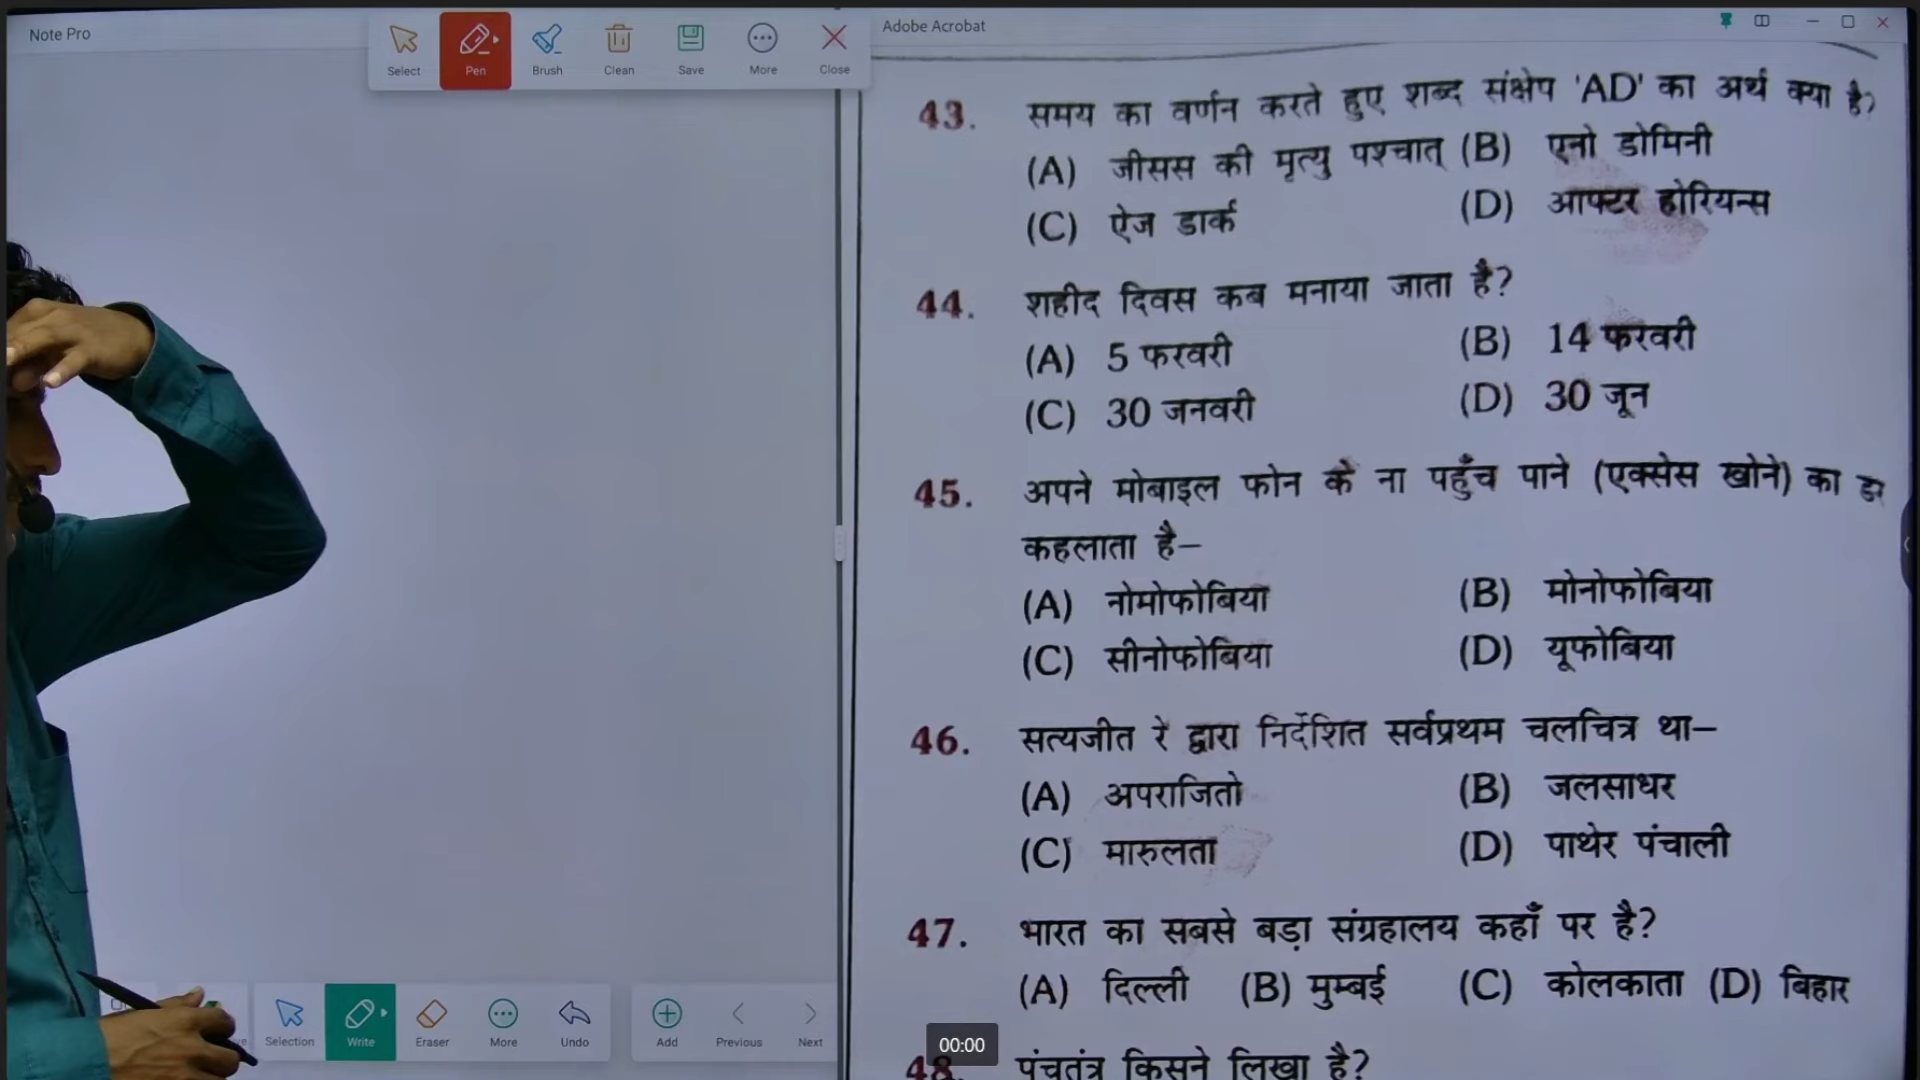 Note Pro
Select
Pen
Brush
Clean
Save
More
Close
Adobe Acrobat
43. समय का वर्णन करते हुए शब्द संक्षेप 'AD' का अर्थ क्या है?
(A) जीसस की मृत्यु पश्चात् (B) एनो डोमिनी
(C) ऐज डार्क (D) आफ्टर होरियन्स
44. शहीद दिवस कब मनाया जाता है?
(A) 5 फरवरी (B) 14 फरवरी
(C) 30 जनवरी (D) 30 जून
45. अपने मोबाइल फोन के ना पहुँच पाने (एक्सेस खोने) का डर
कहलाता है–
(A) नोमोफोबिया (B) मोनोफोबिया
(C) सीनोफोबिया (D) यूफोबिया
46. सत्यजीत रे द्वारा निर्देशित सर्वप्रथम चलचित्र था–
(A) अपराजितो (B) जलसाधर
(C) मारुलता (D) पाथेर पंचाली
47. भारत का सबसे बड़ा संग्रहालय कहाँ पर है?
(A) दिल्ली (B) मुम्बई (C) कोलकाता (D) बिहार
48. पंचतंत्र किसने लिखा है?
Selection
Write
Eraser
More
Undo
Add
Previous
Next
00:00